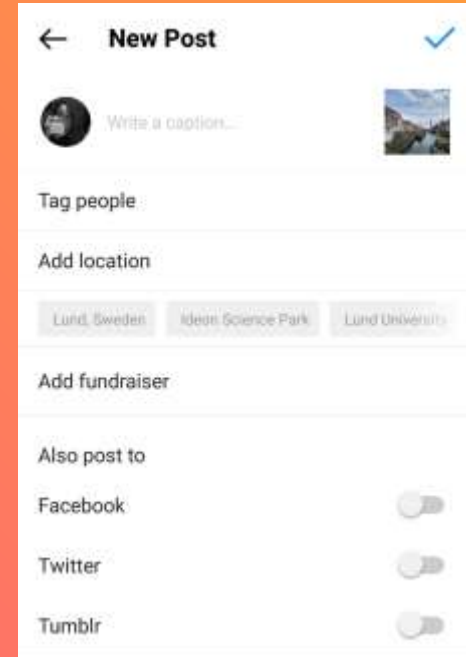 New Post
Write a caption...
Tag people
Add location
Lund, Sweden Ideon Science Park Lund University
Add fundraiser
Also post to
Facebook
Twitter
Tumblr